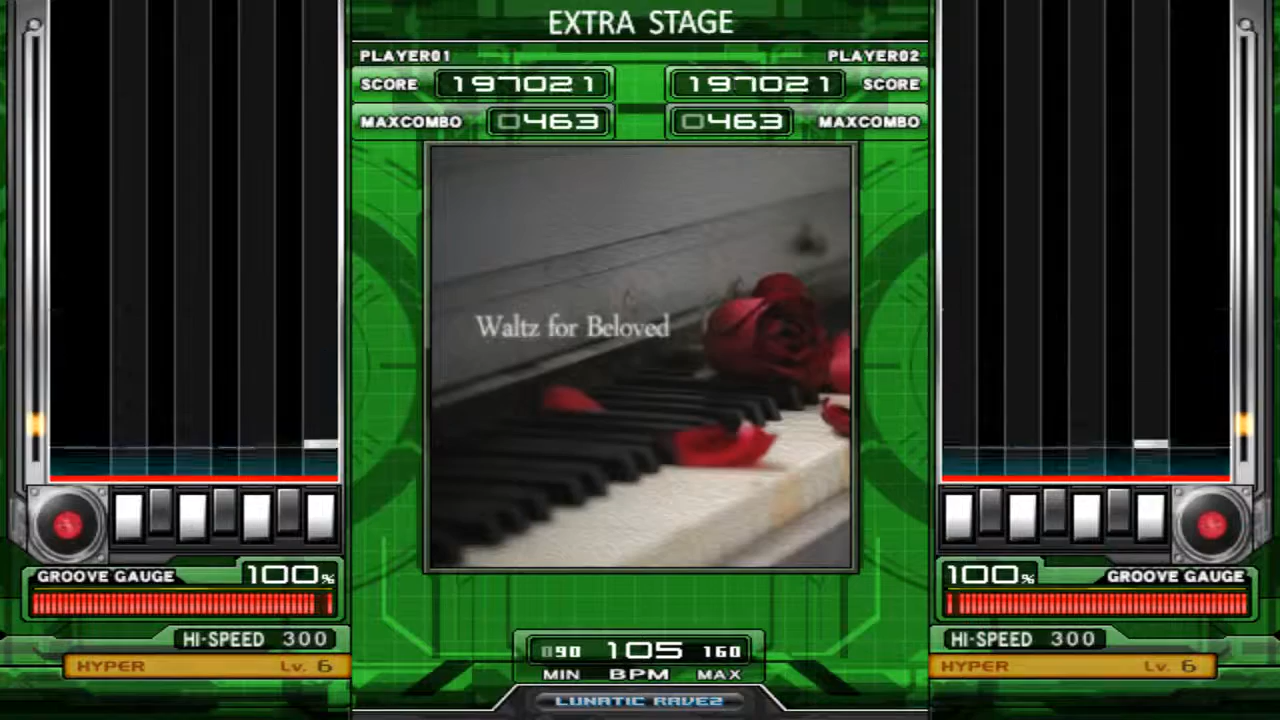 EXTRA STAGE
PLAYER01 PLAYER02
SCORE 197021 197021 SCORE
MAXCOMBO 0463 0463 MAXCOMBO
Waltz for Beloved
GROOVE GAUGE 100% 100% GROOVE GAUGE
HI-SPEED 300 HI-SPEED 300
090 105 160
HYPER Lv. 6 HYPER Lv. 6
MIN BPM MAX
LUNATIC RAVE2